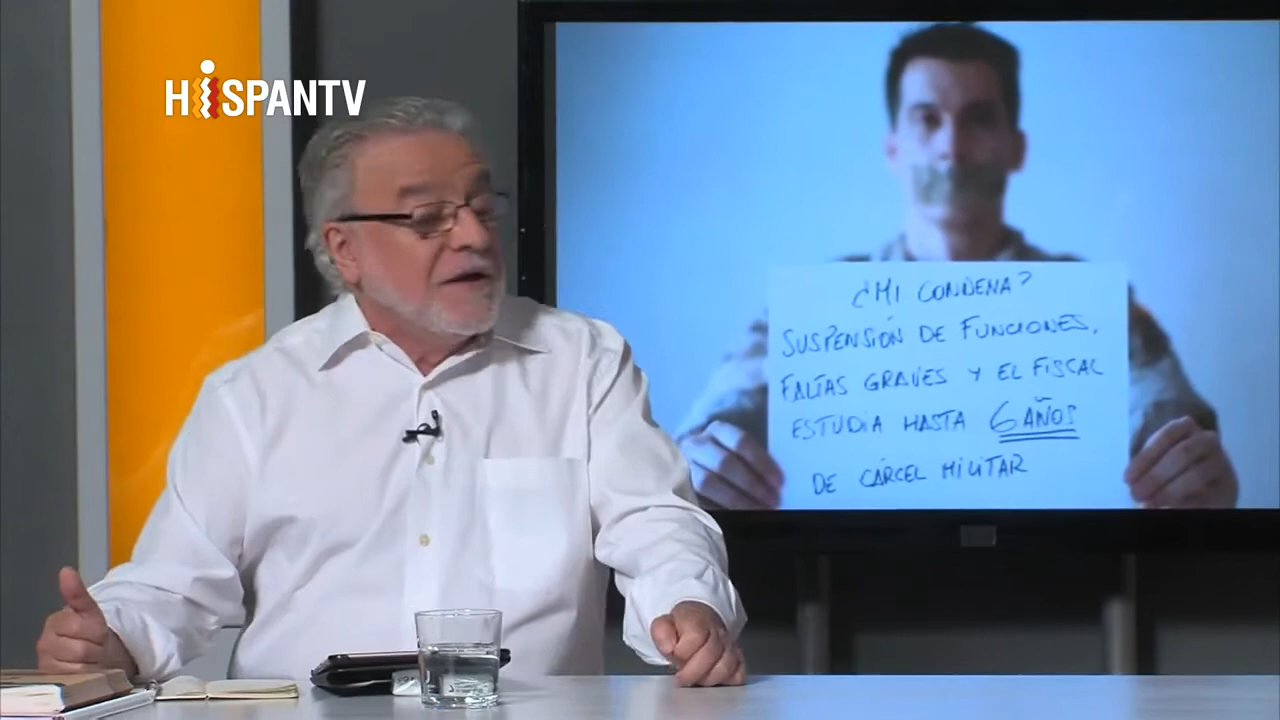 HISPANTV
¿MI CONDENA?
SUSPENSIÓN DE FUNCIONES,
FALTAS GRAVES Y EL FISCAL
ESTUDIA HASTA 6 AÑOS
DE CÁRCEL MILITAR